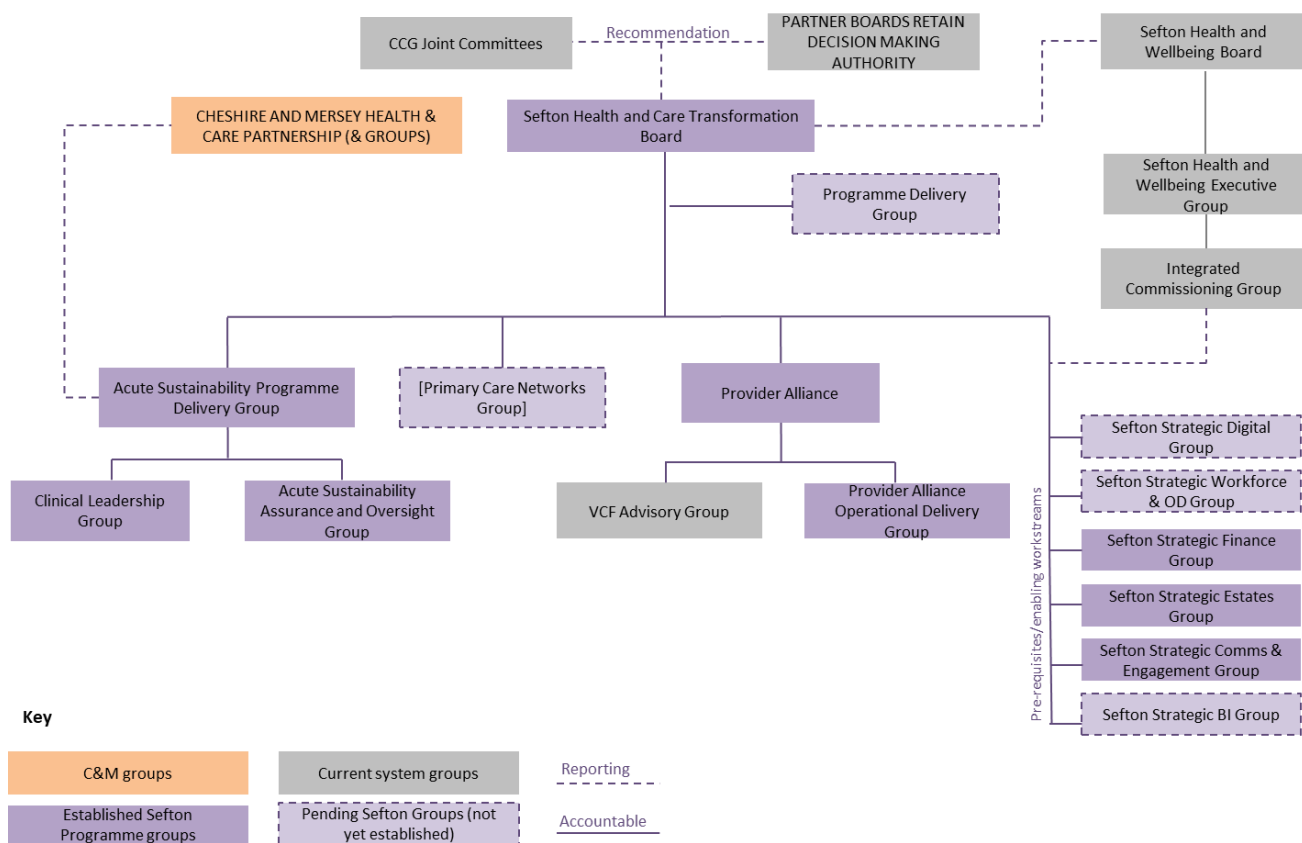 CCG Joint Committees
Recommendation
PARTNER BOARDS RETAIN
DECISION MAKING
AUTHORITY
Sefton Health and
Wellbeing Board
CHESHIRE AND MERSEY HEALTH &
CARE PARTNERSHIP (& GROUPS)
Sefton Health and Care Transformation
Board
Programme Delivery
Group
Sefton Health and
Wellbeing Executive
Group
Integrated
Commissioning Group
Acute Sustainability Programme
Delivery Group
[Primary Care Networks
Group]
Provider Alliance
Clinical Leadership
Group
Acute Sustainability
Assurance and Oversight
Group
VCF Advisory Group
Provider Alliance
Operational Delivery
Group
Pre-requisites/enabling workstreams
Sefton Strategic Digital
Group
Sefton Strategic Workforce
& OD Group
Sefton Strategic Finance
Group
Sefton Strategic Estates
Group
Sefton Strategic Comms &
Engagement Group
Sefton Strategic BI Group
Key
C&M groups
Current system groups
Reporting
Established Sefton
Programme groups
Pending Sefton Groups (not
yet established)
Accountable